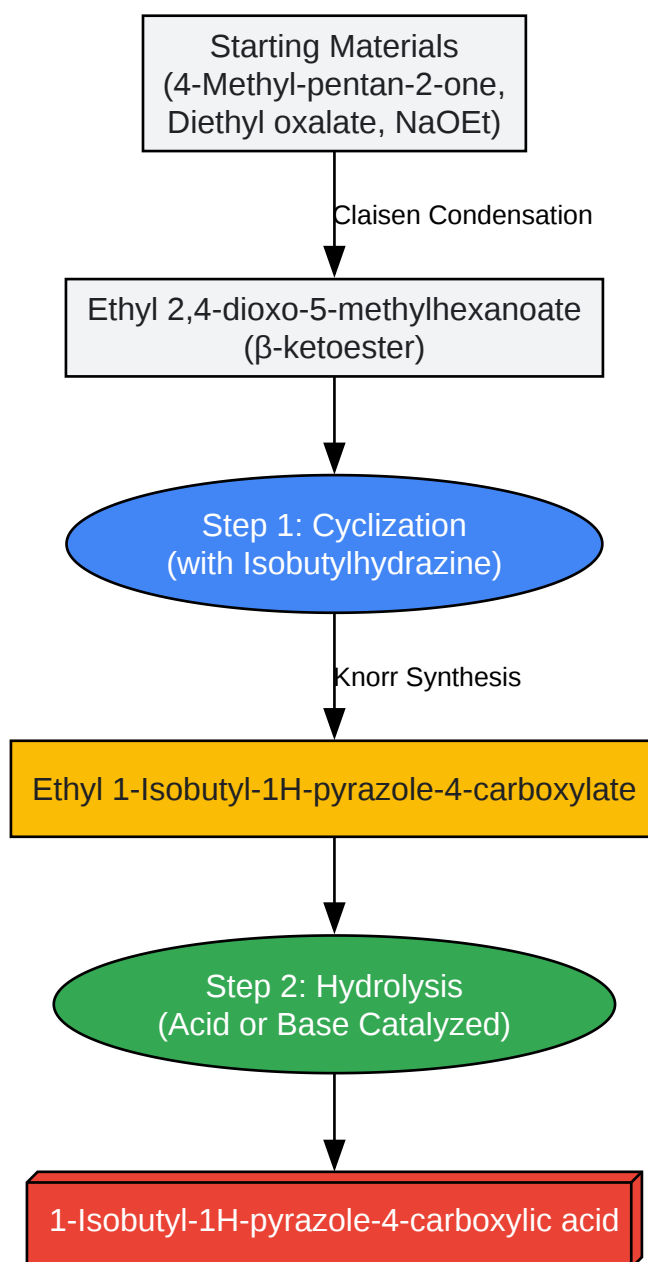 Starting Materials
(4-Methyl-pentan-2-one,
Diethyl oxalate, NaOEt)
Claisen Condensation
Ethyl 2,4-dioxo-5-methylhexanoate
(β-ketoester)
Step 1: Cyclization
(with Isobutylhydrazine)
Knorr Synthesis
Ethyl 1-Isobutyl-1H-pyrazole-4-carboxylate
Step 2: Hydrolysis
(Acid or Base Catalyzed)
1-Isobutyl-1H-pyrazole-4-carboxylic acid